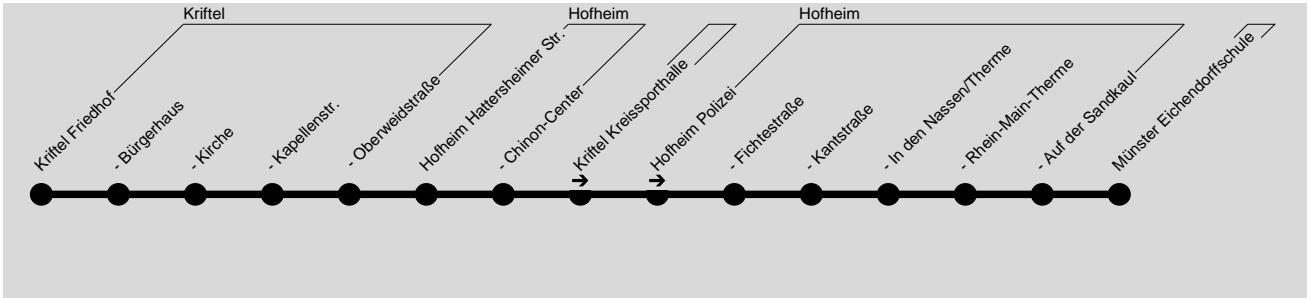 Kriftel
Hofheim
Hofheim
Kriftel Friedhof
- Bürgerhaus
- Kirche
- Kapellenstr.
- Oberweidstraße
Hofheim Hattersheimer Str.
- Chinon-Center
Kriftel Kreissporthalle
Hofheim Polizei
- Fichtestraße
- Kantstraße
- In den Nassen/Therme
- Rhein-Main-Therme
- Auf der Sandkaul
Münster Eichendorffschule